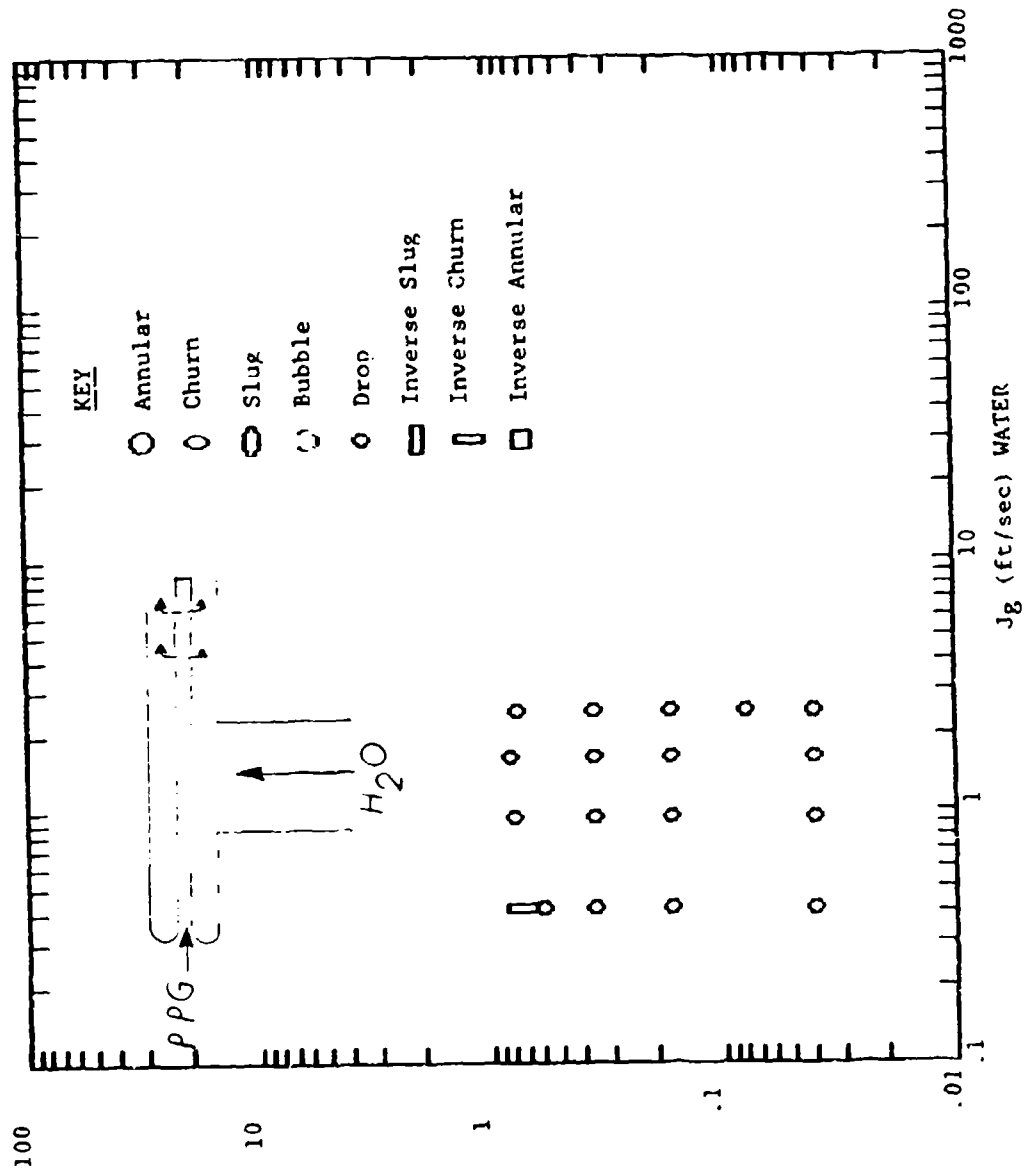 100
10
1
.1
.01
.1
1
10
100
1000
Jg (ft/sec) WATER
PPG
H2O
KEY
Annular
Churn
Slug
Bubble
Drop
Inverse Slug
Inverse Churn
Inverse Annular